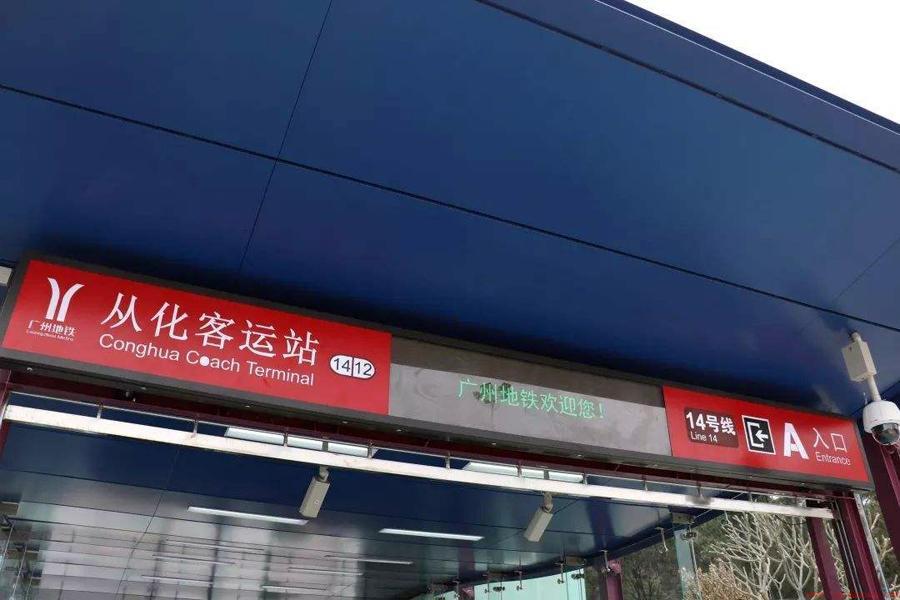 广州地铁
Guangzhou Metro
从化客运站
Conghua Coach Terminal
14 12
广州地铁欢迎您!
14号线
Line 14
A
入口
Entrance